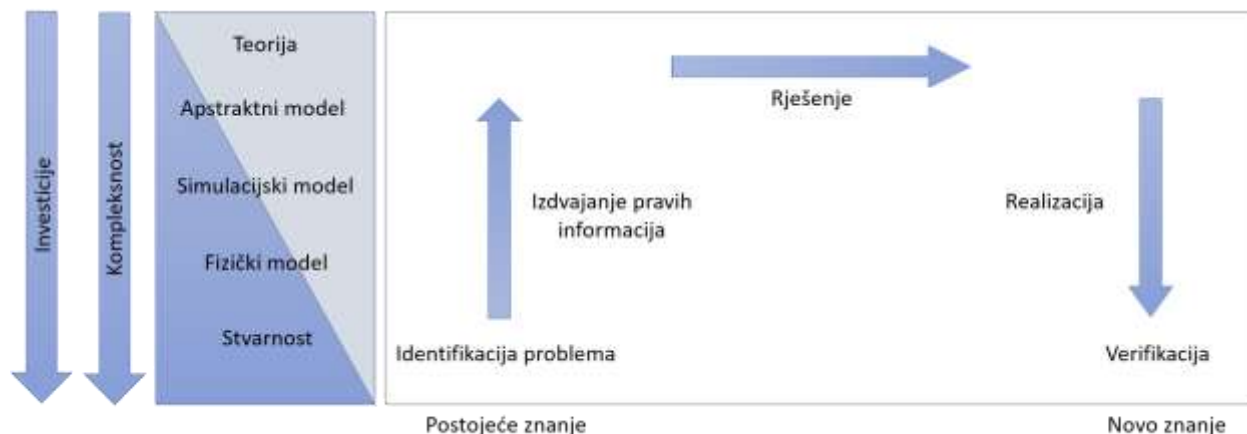 Investicije
Kompleksnost
Teorija
Apstraktni model
Simulacijski model
Fizički model
Stvarnost
Rješenje
Izdvajanje pravih
informacija
Realizacija
Identifikacija problema
Verifikacija
Postojeće znanje
Novo znanje